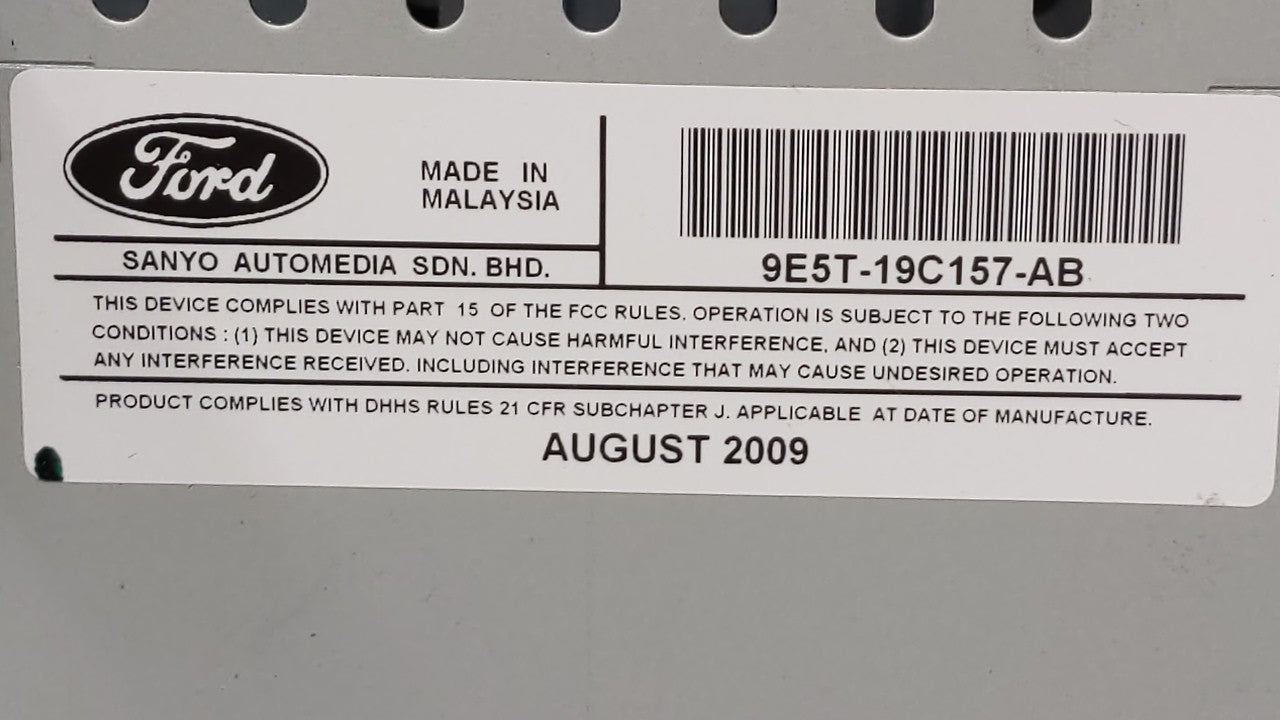 Ford
MADE IN
MALAYSIA
SANYO AUTOMEDIA SDN. BHD.
9E5T-19C157-AB
THIS DEVICE COMPLIES WITH PART 15 OF THE FCC RULES. OPERATION IS SUBJECT TO THE FOLLOWING TWO
CONDITIONS : (1) THIS DEVICE MAY NOT CAUSE HARMFUL INTERFERENCE, AND (2) THIS DEVICE MUST ACCEPT
ANY INTERFERENCE RECEIVED. INCLUDING INTERFERENCE THAT MAY CAUSE UNDESIRED OPERATION.
PRODUCT COMPLIES WITH DHHS RULES 21 CFR SUBCHAPTER J. APPLICABLE AT DATE OF MANUFACTURE.
AUGUST 2009